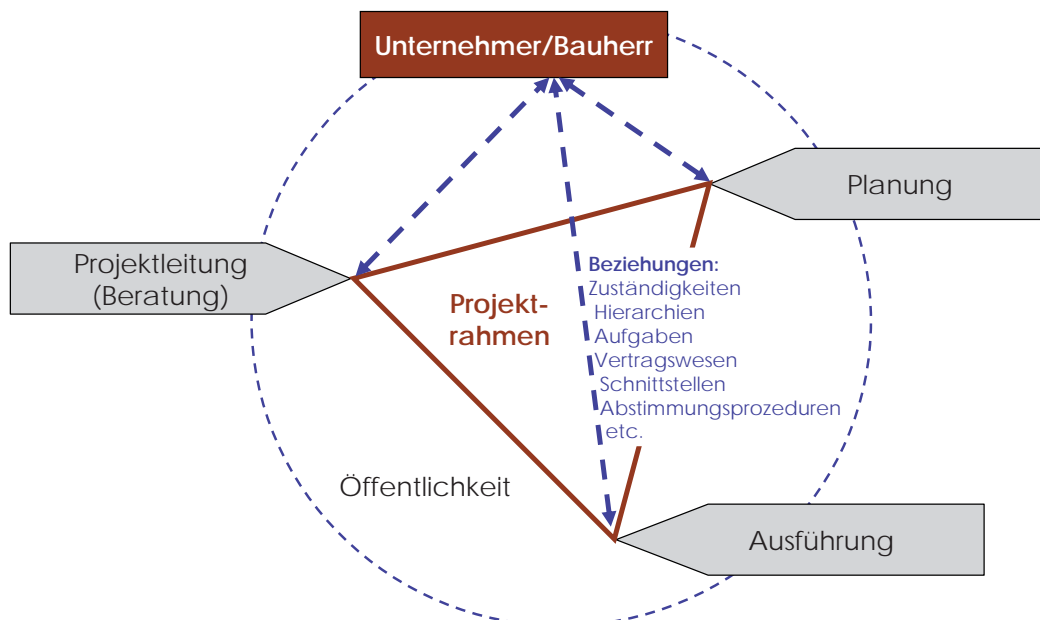 Unternehmer/Bauherr
Planung
Projektleitung
(Beratung)
Beziehungen:
Zuständigkeiten
Hierarchien
Aufgaben
Vertragswesen
Schnittstellen
Abstimmungsprozeduren
etc.
Projekt-
rahmen
Öffentlichkeit
Ausführung